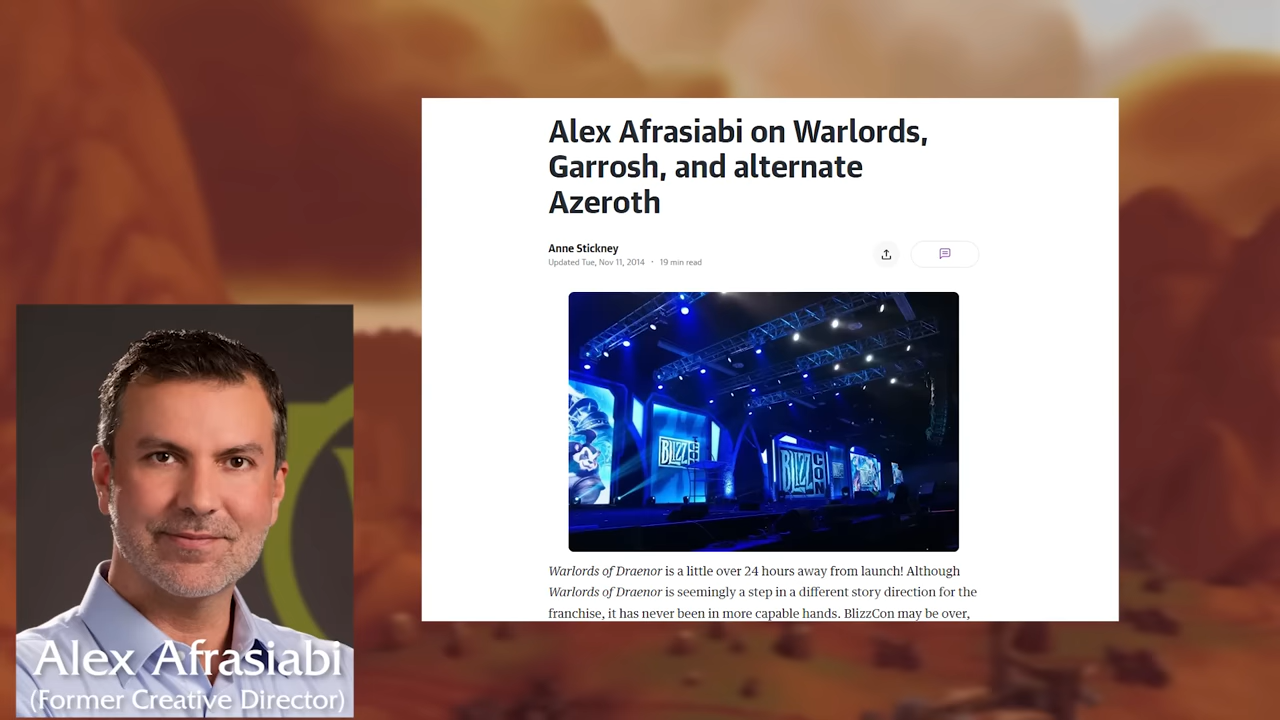 Alex Afrasiabi on Warlords,
Garrosh, and alternate
Azeroth
Anne Stickney
Updated Tue, Nov 11, 2014 • 19 min read
BLIZZ
BLIZZ
CON
Warlords of Draenor is a little over 24 hours away from launch! Although
Warlords of Draenor is seemingly a step in a different story direction for the
franchise, it has never been in more capable hands. BlizzCon may be over,
Alex Afrasiabi
(Former Creative Director)